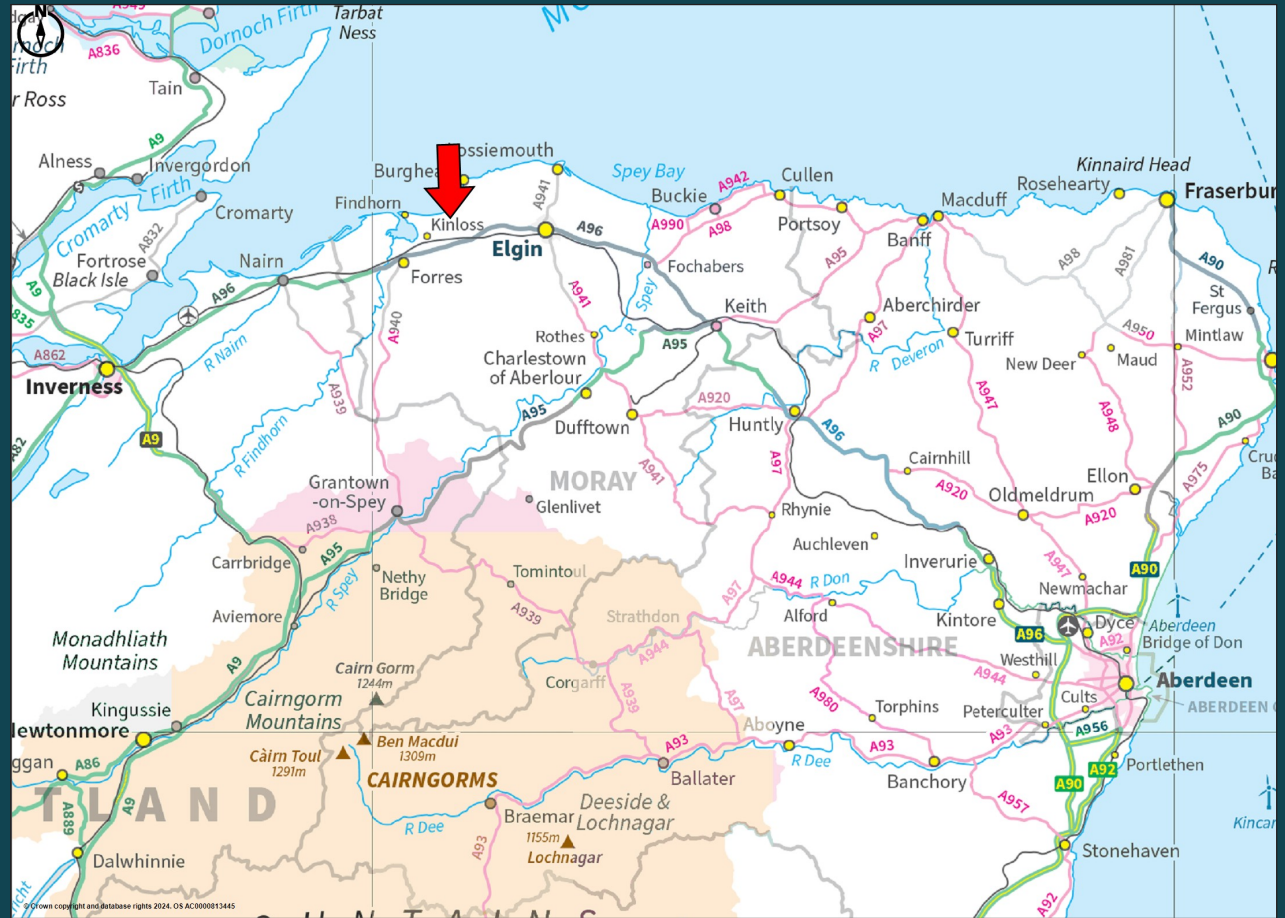 N
A949
Tarbat
Ness
Dornoch Firth
A836
Firth
Tain
r Ross
A9
Alness
Invergordon
Firth
Cromarty
Cromarty
A832
Fortrose
Black Isle
Nairn
A96
A9
A862
Inverness
R Nairn
A82
A9
R Findhorn
A939
A940
Findhorn
Kinloss
Forres
Lossiemouth
A941
Elgin
A96
Spey Bay
Buckie
A942
Cullen
A990
A98
Portsoy
Fochabers
R Spey
A941
Rothes
Charlestown
of Aberlour
A95
Keith
A95
Dufftown
A920
Huntly
A95
Banff
Macduff
Rosehearty
Kinnaird Head
A98
A981
A90
St
Fergus
Aberchirder
A97
Turriff
R Deveron
A950
New Deer
Maud
Mintlaw
A952
A947
A948
A90
A96
MORAY
A941
A97
Cairnhill
A920
Oldmeldrum
Ellon
A920
A975
Glenlivet
Rhynie
Auchleven
Inverurie
A947
A90
Newmachar
Grantown
-on-Spey
A938
Carrbridge
A95
Nethy
Bridge
Tomintoul
A939
A97
A944
R Don
Alford
Kintore
A96
Dyce
A92
Aberdeen
Bridge of Don
Aviemore
R Spey
Strathdon
A944
ABERDEENSHIRE
Westhill
A944
Aberdeen
Monadhliath
Mountains
A9
Cairn Gorm
1244m
Corgarff
A939
A97
A980
Torphins
Cults
Peterculter
Kingussie
Cairngorm
Mountains
Aboyne
A93
A956
Ben Macdui
1309m
Càirn Toul
1291m
CAIRNGORMS
A93
R Dee
A93
Banchory
A90
A92
Portlethen
A86
Ballater
TLAND
A889
A9
R Dee
Braemar
Deeside &
Lochnagar
1155m
Lochnagar
A957
A93
Dalwhinnie
Stonehaven
A92
© Crown copyright and database rights 2024. OS AC0000813445